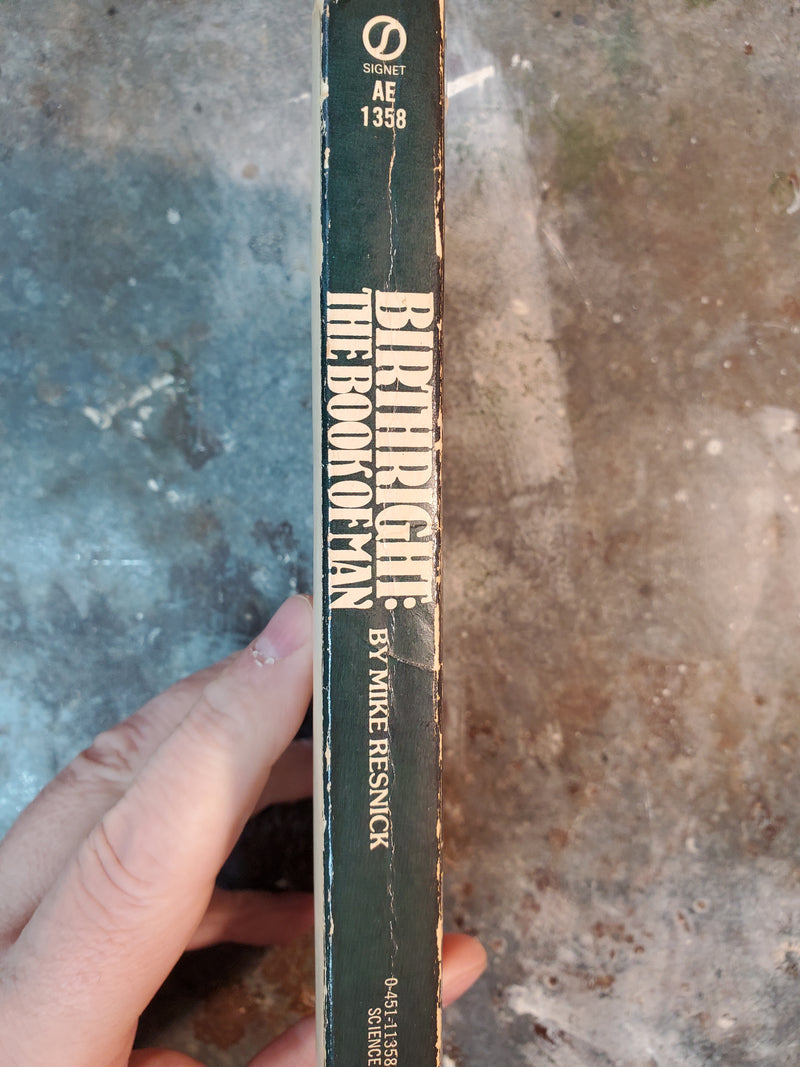 SIGNET
AE
1358
BIRTHRIGHT:
THE BOOK OF MAN
BY MIKE RESNICK
0-451-11358
SCIENCE